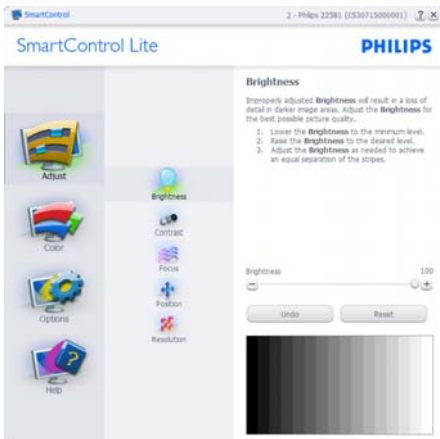 SmartControl
2 - Philips 225B1 (CS30715000001)
SmartControl Lite
PHILIPS
Adjust
Color
Options
Help
Brightness
Contrast
Focus
Position
Resolution
Brightness
Improperly adjusted Brightness will result in a loss of
detail in darker image areas. Adjust the Brightness for
the best possible picture quality.
1. Lower the Brightness to the minimum level.
2. Raise the Brightness to the desired level.
3. Adjust the Brightness as needed to achieve
an equal separation of the stripes.
Brightness 100
Undo Reset